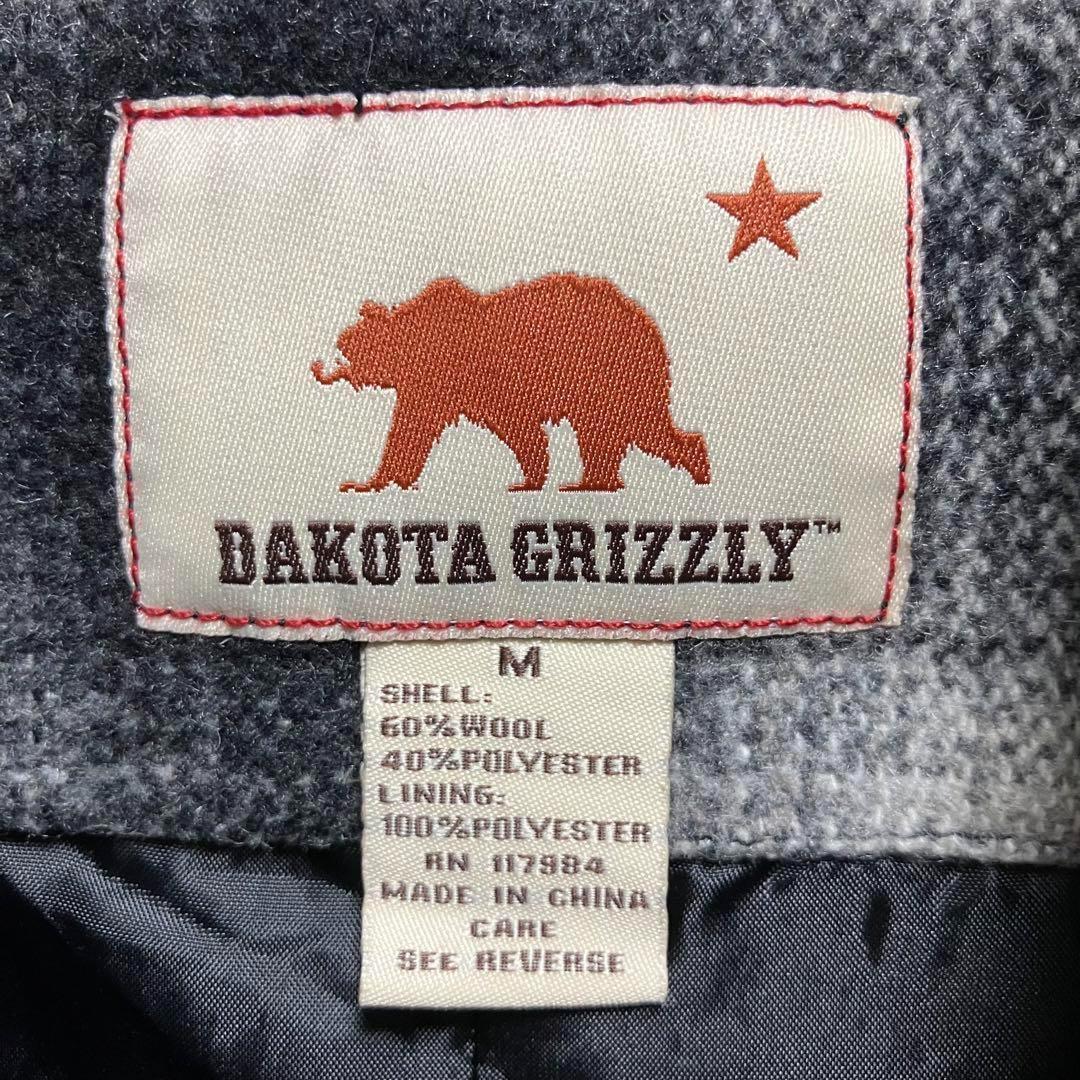 DAKOTA GRIZZLY™
M
SHELL:
60%WOOL
40%POLYESTER
LINING:
100%POLYESTER
RN 117984
MADE IN CHINA
CARE
SEE REVERSE